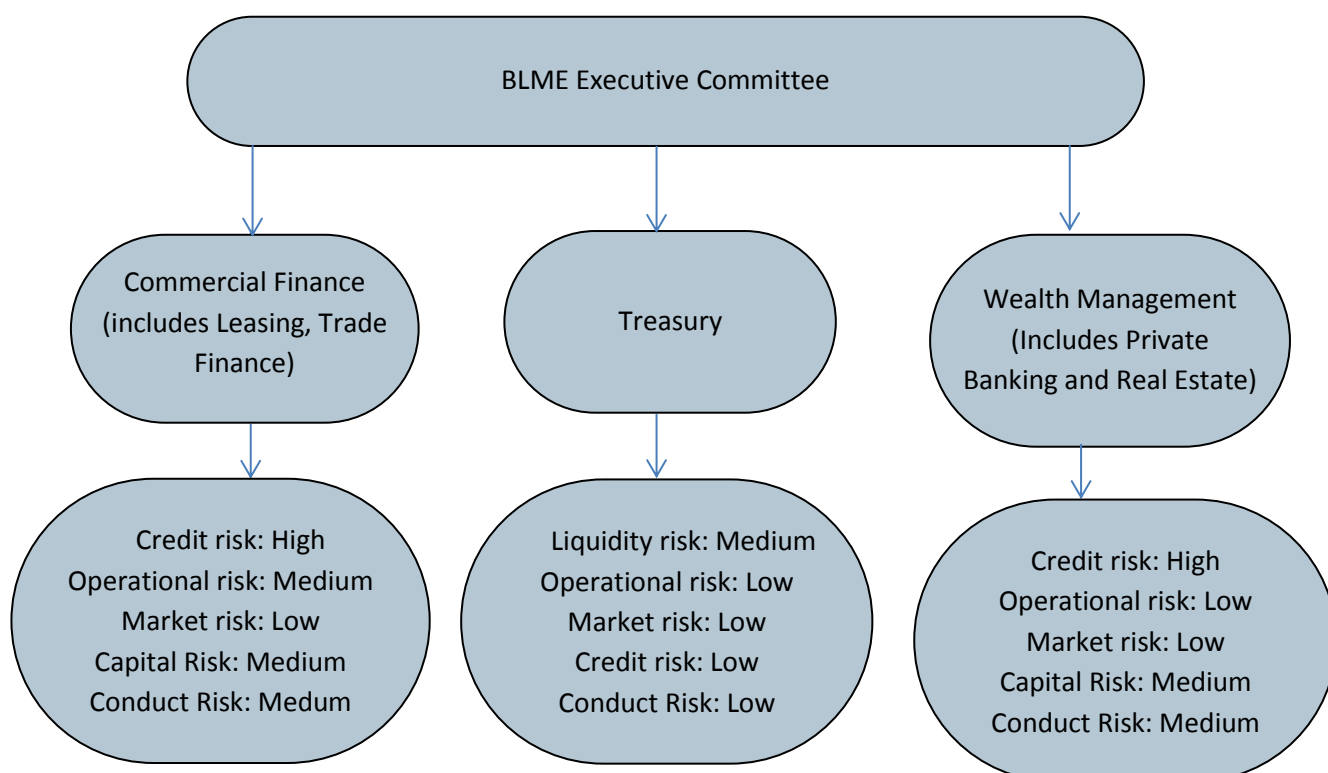 BLME Executive Committee
Commercial Finance
(includes Leasing, Trade
Finance)
Treasury
Wealth Management
(Includes Private
Banking and Real Estate)
Credit risk: High
Operational risk: Medium
Market risk: Low
Capital Risk: Medium
Conduct Risk: Medum
Liquidity risk: Medium
Operational risk: Low
Market risk: Low
Credit risk: Low
Conduct Risk: Low
Credit risk: High
Operational risk: Low
Market risk: Low
Capital Risk: Medium
Conduct Risk: Medium